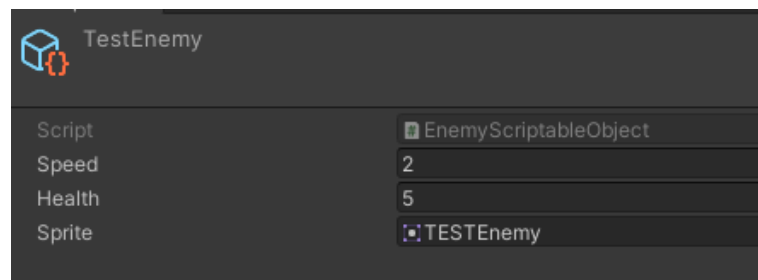 TestEnemy
Script EnemyScriptableObject
Speed 2
Health 5
Sprite TESTEnemy